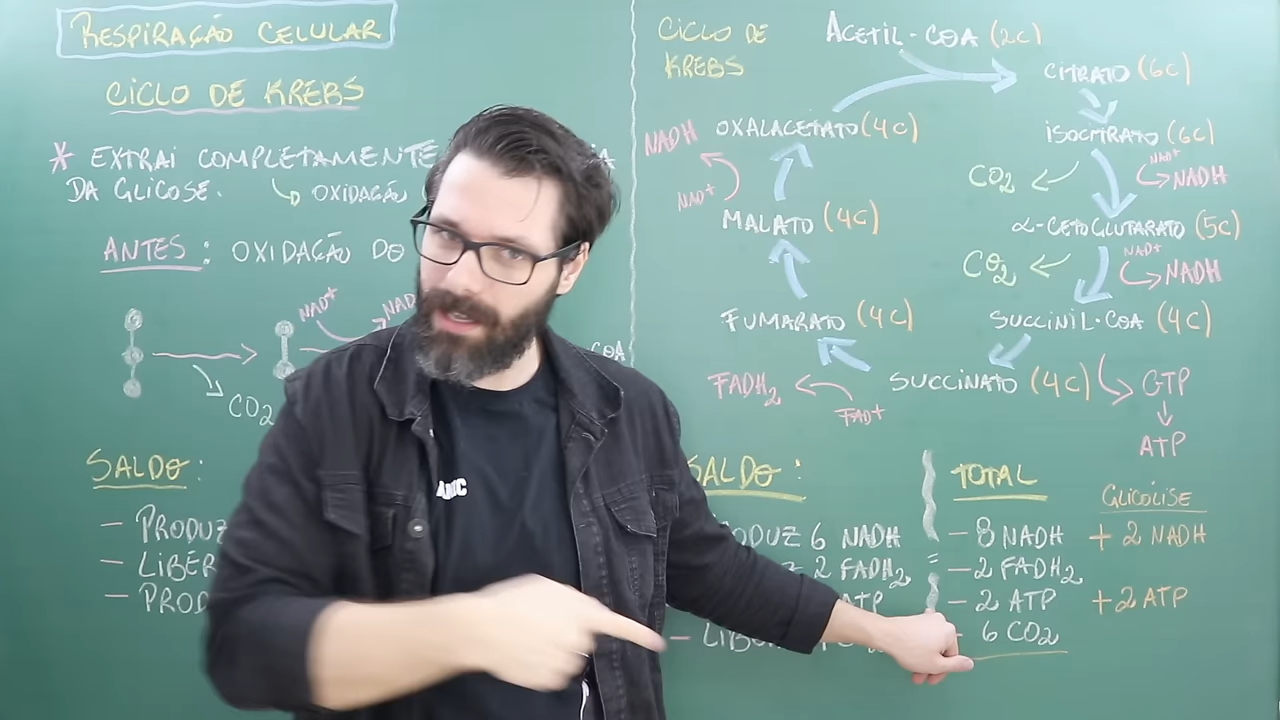 RESPIRAÇÃO CELULAR
CICLO DE KREBS
* EXTRAI COMPLETAMENTE
DA GLICOSE.
OXIDAÇÃO
ANTES: OXIDAÇÃO DO
NAD+
NAD
COA
CO2
SALDO:
- PRODUZ
- LIBER
- PROD
CICLO DE
KREBS
ACETIL-COA (2C)
CITRATO (6C)
ISOCITRATO (6C)
NAD+
NADH
CO2
α-CETOGLUTARATO (5C)
NAD+
NADH
CO2
SUCCINIL-COA (4C)
GTP
ATP
SUCCINATO (4C)
FAD+
FADH2
FUMARATO (4C)
MALATO (4C)
NAD+
NADH
OXALACETATO (4C)
SALDO:
ODUZ 6 NADH
2 FADH2
ATP
- LIBER
TOTAL
- 8 NADH
- 2 FADH2
- 2 ATP
- 6 CO2
GLICÓLISE
+ 2 NADH
+ 2 ATP